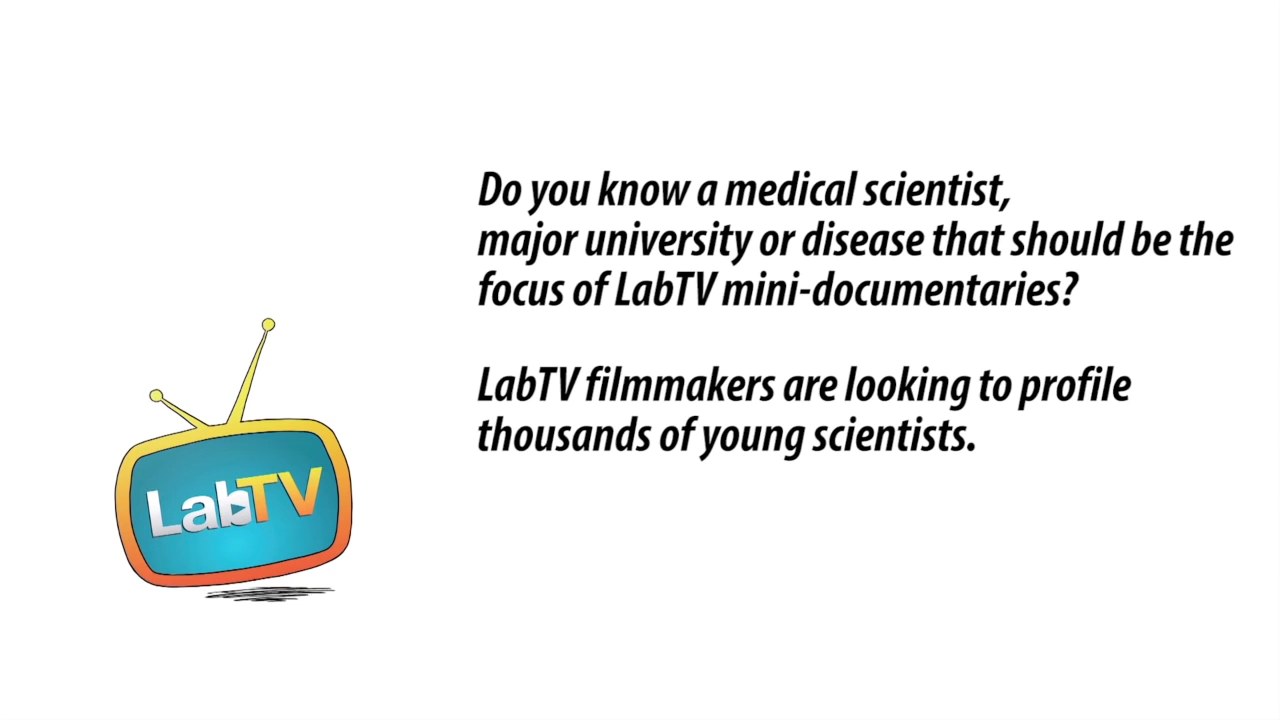 Do you know a medical scientist,
major university or disease that should be the
focus of LabTV mini-documentaries?
LabTV filmmakers are looking to profile
thousands of young scientists.
LabTV